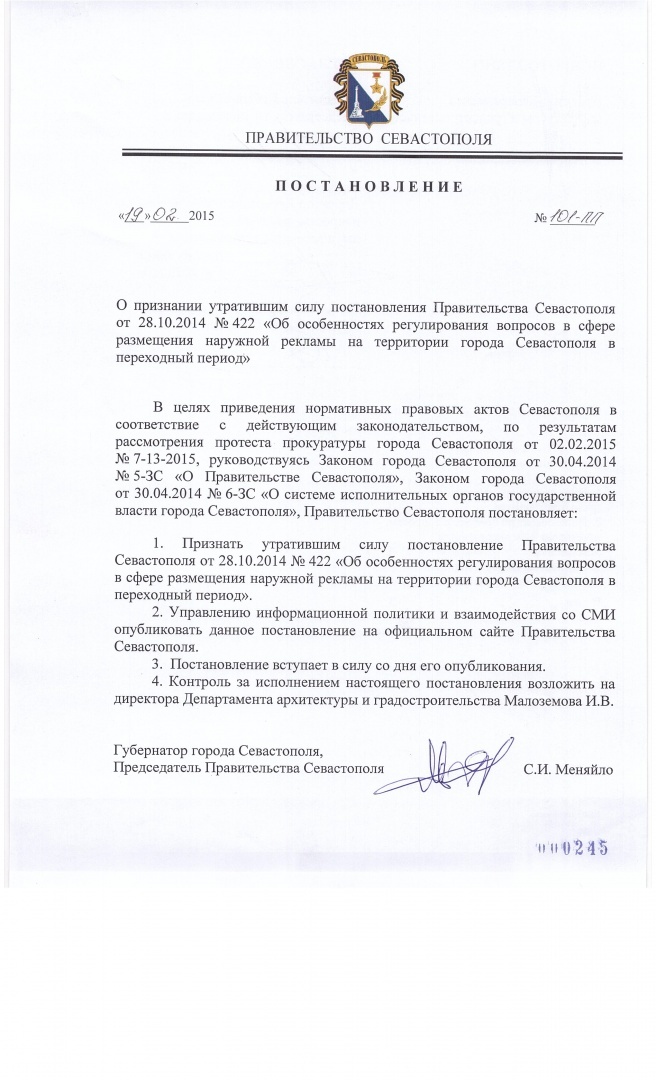 СЕВАСТОПОЛЬ
ПРАВИТЕЛЬСТВО СЕВАСТОПОЛЯ
ПОСТАНОВЛЕНИЕ
«19»02 2015
№ 101-ПП
О признании утратившим силу постановления Правительства Севастополя
от 28.10.2014 № 422 «Об особенностях регулирования вопросов в сфере
размещения наружной рекламы на территории города Севастополя в
переходный период»
В целях приведения нормативных правовых актов Севастополя в
соответствие с действующим законодательством, по результатам
рассмотрения протеста прокуратуры города Севастополя от 02.02.2015
№ 7-13-2015, руководствуясь Законом города Севастополя от 30.04.2014
№ 5-ЗС «О Правительстве Севастополя», Законом города Севастополя
от 30.04.2014 № 6-ЗС «О системе исполнительных органов государственной
власти города Севастополя», Правительство Севастополя постановляет:
1. Признать утратившим силу постановление Правительства
Севастополя от 28.10.2014 № 422 «Об особенностях регулирования вопросов
в сфере размещения наружной рекламы на территории города Севастополя в
переходный период».
2. Управлению информационной политики и взаимодействия со СМИ
опубликовать данное постановление на официальном сайте Правительства
Севастополя.
3. Постановление вступает в силу со дня его опубликования.
4. Контроль за исполнением настоящего постановления возложить на
директора Департамента архитектуры и градостроительства Малоземова И.В.
Губернатор города Севастополя,
Председатель Правительства Севастополя
С.И. Меняйло
000245